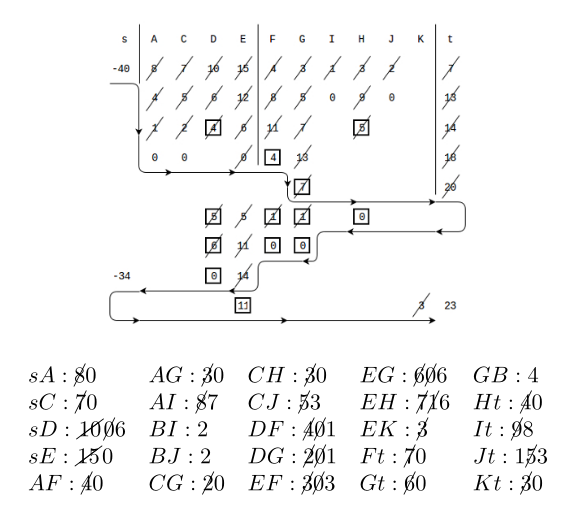 s A C D E F G I H J K t
-40 8 7 10 15 4 3 1 3 2 7
4 5 6 12 8 5 0 9 0 13
1 2 4 6 11 7 5 14
0 0 0 4 13 18
7 20
5 5 1 1 0
6 11 0 0
-34 0 14
11 3 23
sA : 80 AG : 30 CH : 30 EG : 606 GB : 4
sC : 70 AI : 87 CJ : 53 EH : 716 Ht : 40
sD : 1006 BI : 2 DF : 401 EK : 3 It : 98
sE : 150 BJ : 2 DG : 201 Ft : 70 Jt : 153
AF : 40 CG : 20 EF : 303 Gt : 60 Kt : 30